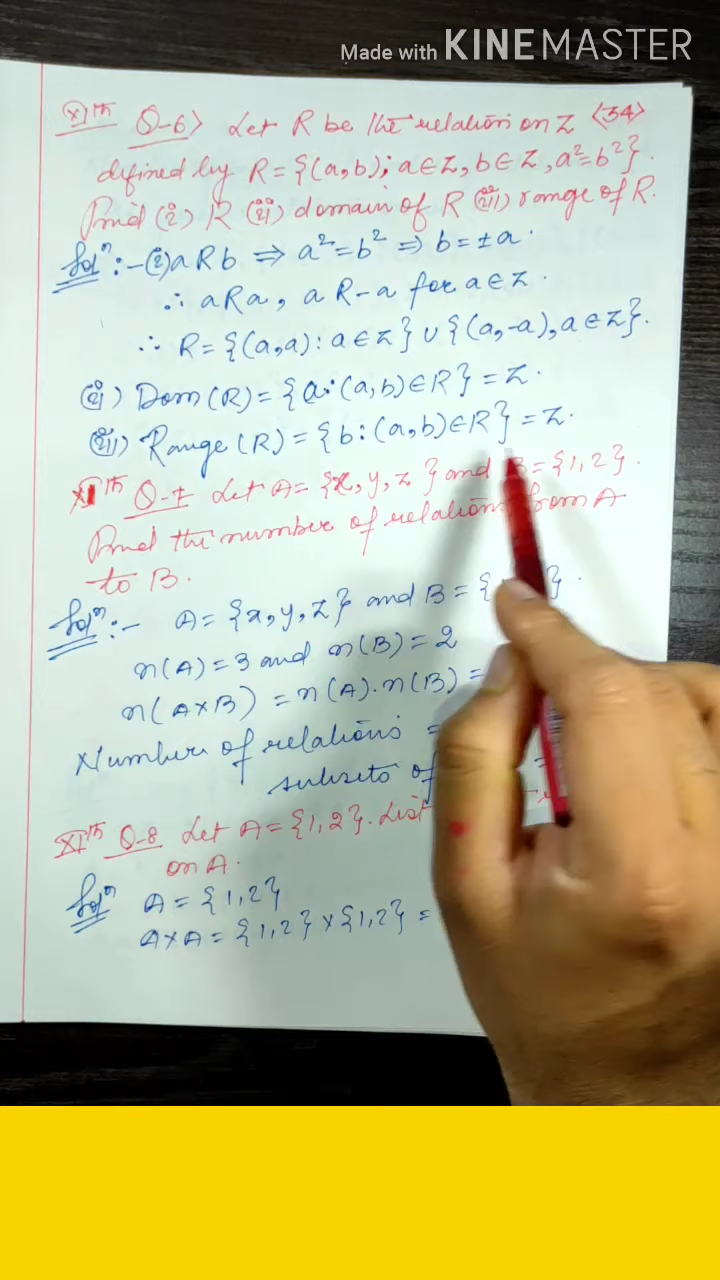 Made with KINEMASTER
XIth Q-6> Let R be the relation on Z <34>
defined by R = {(a,b); a∈Z, b∈Z, a²=b²}.
Find (i) R (ii) domain of R (iii) range of R.
Solⁿ:- (i) aRb ⇒ a²=b² ⇒ b=±a.
∴ aRa, a R-a for a∈Z.
∴ R={(a,a): a∈Z} ∪ {(a,-a), a∈Z}.
(ii) Dom(R)={a:(a,b)∈R}=Z.
(iii) Range(R)={b:(a,b)∈R}=Z.
XIth Q-7 Let A={x,y,z} and B={1,2}.
Find the number of relations from A
to B.
Solⁿ:- A={x,y,z} and B={
n(A)=3 and n(B)=2
n(A×B) = n(A).n(B) =
Number of relations =
subsets of =
XIth Q-8 Let A={1,2}. List
on A.
Solⁿ A={1,2}
A×A={1,2}×{1,2} =